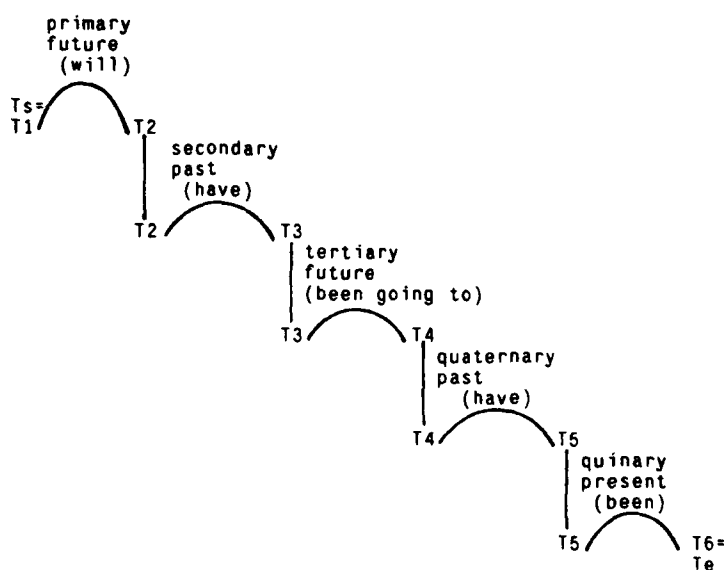 primary
future
(will)
Ts=
T1 T2
secondary
past
(have)
T2 T3
tertiary
future
(been going to)
T3 T4
quaternary
past
(have)
T4 T5
quinary
present
(been)
T5 T6=
Te